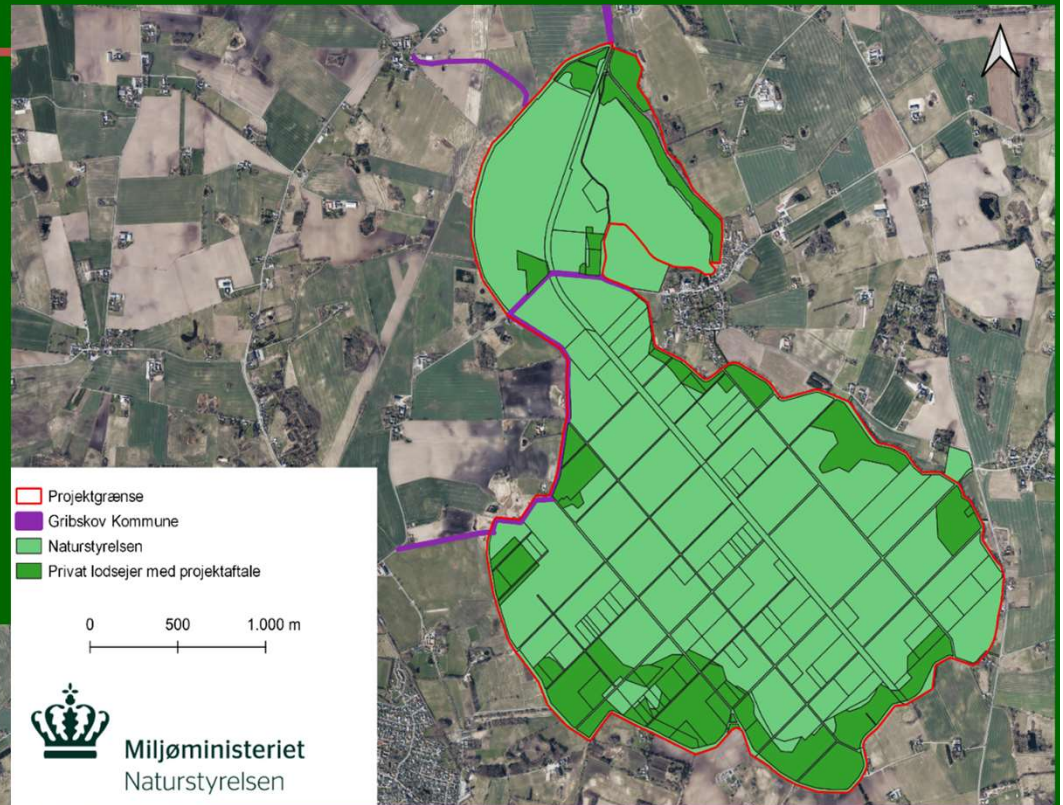 Projektgrænse
Gribskov Kommune
Naturstyrelsen
Privat lodsejer med projektaftale
0 500 1.000 m
Miljøministeriet
Naturstyrelsen